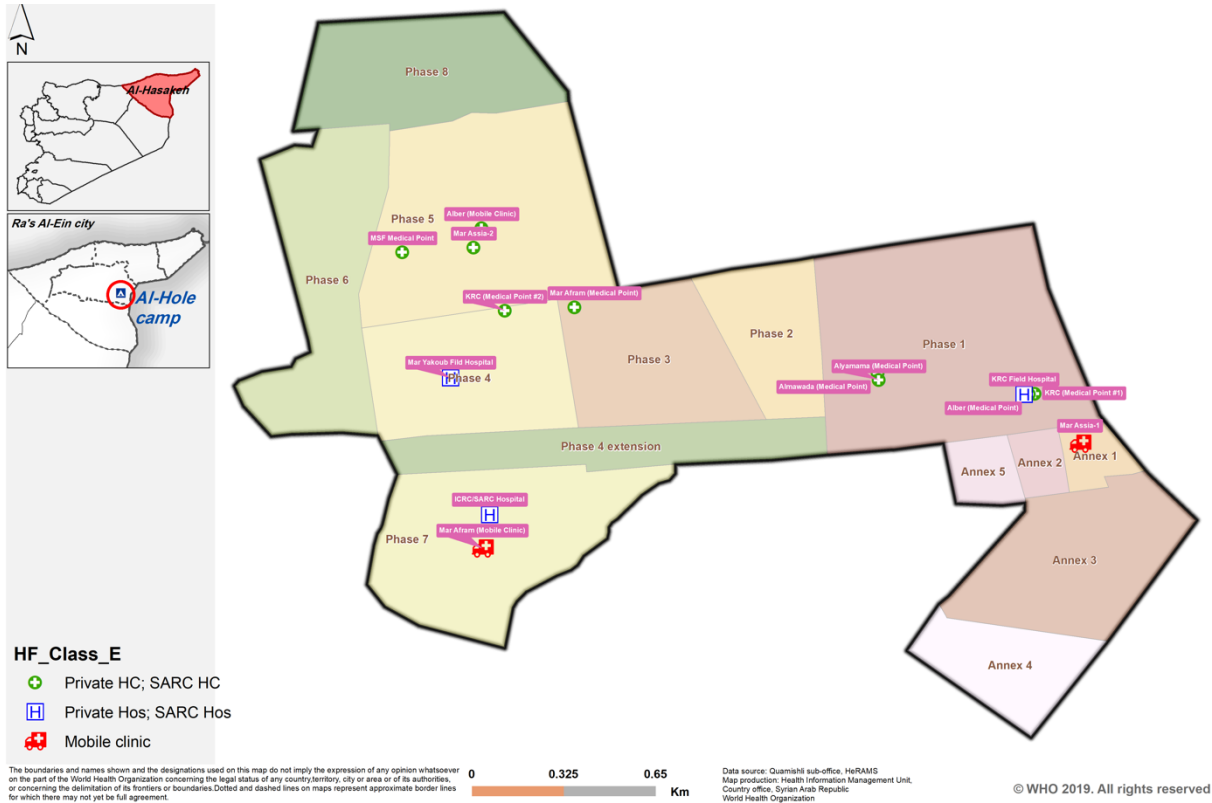 N
Al-Hasakeh
Ra's Al-Ein city
Al-Hole
camp
Phase 8
Phase 5
Alber (Mobile Clinic)
Mar Assia-2
MSF Medical Point
Phase 6
KRC (Medical Point #2)
Mar Afram (Medical Point)
Phase 2
Phase 3
Phase 1
Mar Yakoub Fild Hospital
H
Phase 4
Alyamama (Medical Point)
Almawada (Medical Point)
KRC Field Hospital
H
KRC (Medical Point #1)
Alber (Medical Point)
Mar Assia-1
Phase 4 extension
Annex 5
Annex 2
Annex 1
ICRC/SARC Hospital
H
Mar Afram (Mobile Clinic)
Phase 7
Annex 3
Annex 4
HF_Class_E
Private HC; SARC HC
H Private Hos; SARC Hos
Mobile clinic
The boundaries and names shown and the designations used on this map do not imply the expression of any opinion whatsoever
on the part of the World Health Organization concerning the legal status of any country,territory, city or area or of its authorities,
or concerning the delimitation of its frontiers or boundaries.Dotted and dashed lines on maps represent approximate border lines
for which there may not yet be full agreement.
0 0.325 0.65
Km
Data source: Quamishli sub-office, HeRAMS
Map production: Health Information Management Unit,
Country office, Syrian Arab Republic
World Health Organization
© WHO 2019. All rights reserved